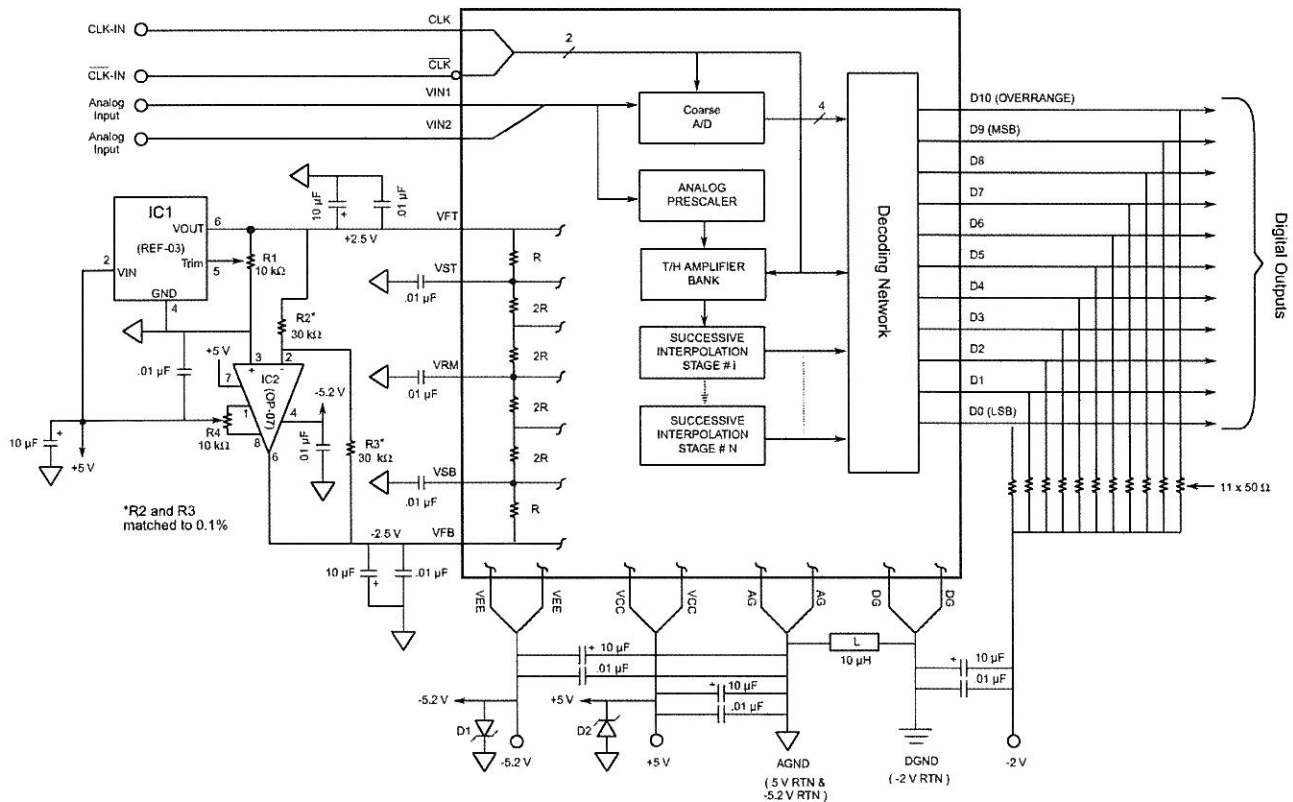 CLK-IN
CLK
CLK-IN
CLK
2
Analog
Input
VIN1
Analog
Input
VIN2
Coarse
A/D
4
ANALOG
PRESCALER
T/H AMPLIFIER
BANK
SUCCESSIVE
INTERPOLATION
STAGE # i
SUCCESSIVE
INTERPOLATION
STAGE # N
Decoding Network
D10 (OVERRANGE)
D9 (MSB)
D8
D7
D6
D5
D4
D3
D2
D1
D0 (LSB)
Digital Outputs
11 x 50 Ω
IC1
VOUT
6
(REF-03)
2
VIN
Trim
5
GND
4
R1
10 kΩ
10 µF
+
.01 µF
+2.5 V
VFT
R
VST
.01 µF
2R
R2*
30 kΩ
2R
VRM
.01 µF
2R
2R
VSB
.01 µF
R
VFB
-2.5 V
.01 µF
+5 V
7
3
+
2
-
IC2
(OP-07)
-5.2 V
1
4
R4
10kΩ
8
6
.01 µF
R3*
30 kΩ
10 µF
+
+5 V
*R2 and R3
matched to 0.1%
10 µF
+
.01 µF
VEE
VEE
VCC
VCC
AG
AG
DG
DG
L
10 µH
+ 10 µF
.01 µF
+ 10 µF
.01 µF
+ 10 µF
.01 µF
-5.2 V
D1
-5.2 V
+5 V
D2
+5 V
AGND
( 5 V RTN &
-5.2 V RTN )
DGND
( -2 V RTN )
-2 V